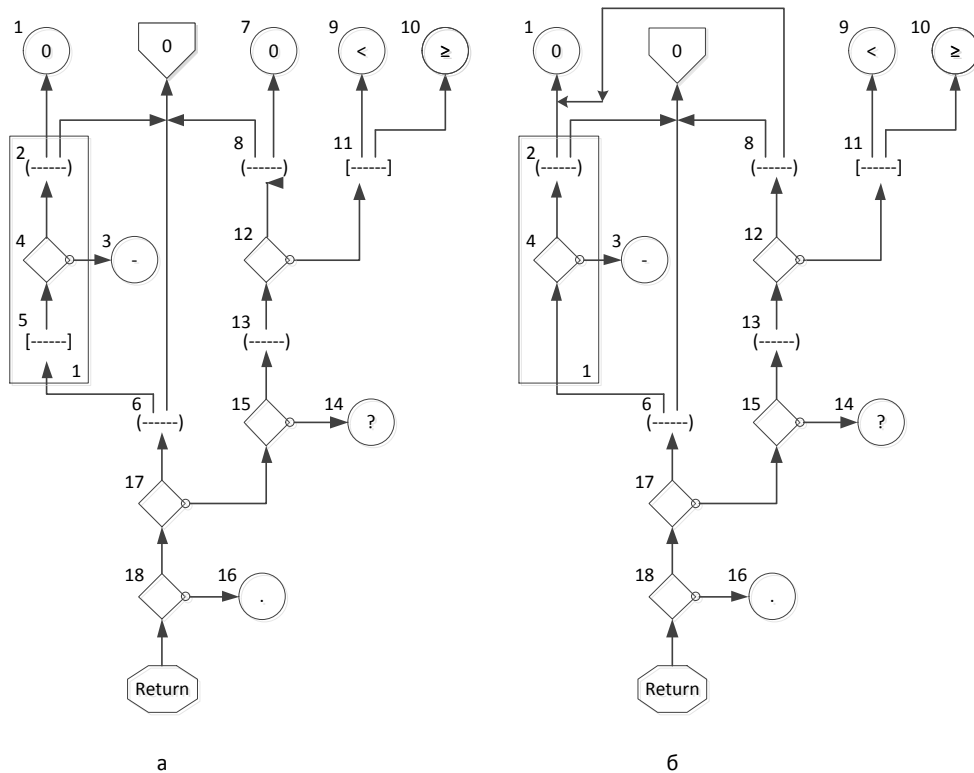 1 7 9 10 1 9 10
0 0 0 < ≥ 0 0 < ≥
2 8 11 2 8 11
(------) (------) [------] (------) (------) [------]
4 3 12 4 3 12
- -
5 13 13
[------] (------) (------)
1 1
6 15 14 6 15 14
(------) ? (------) ?
17 17
18 16 18 16
. .
Return Return
а б